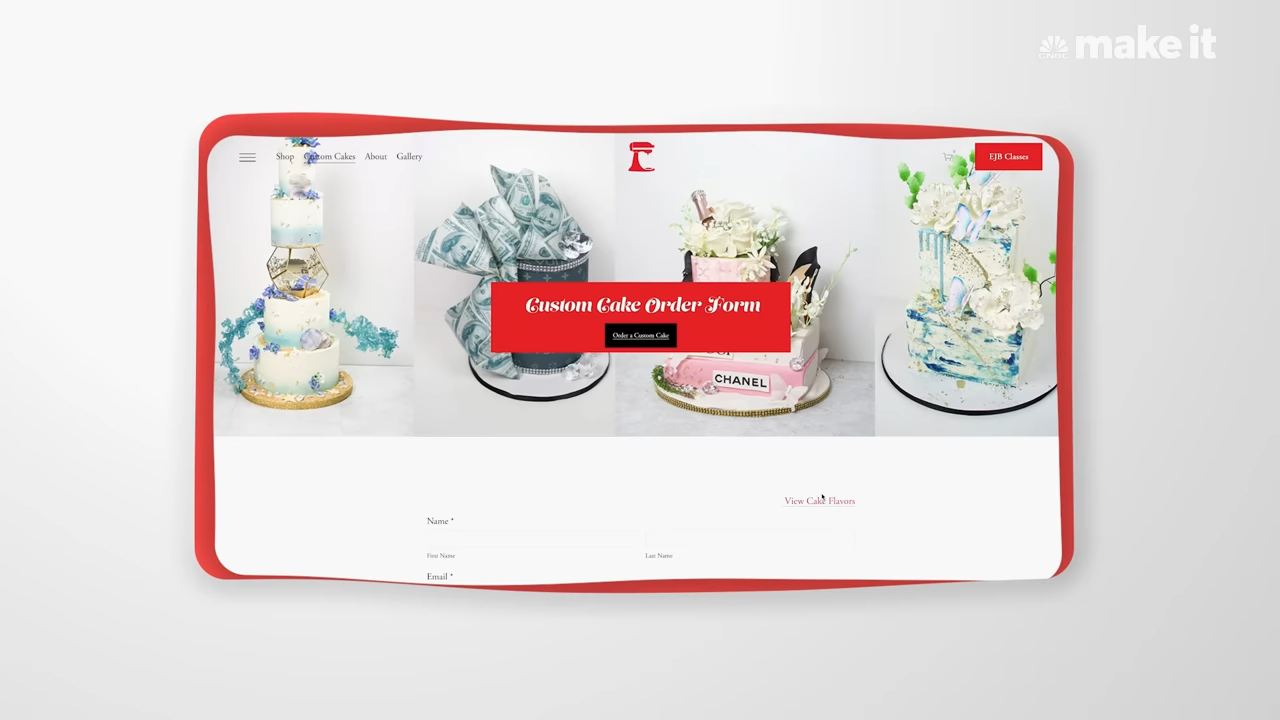 CNBC make it
Shop Custom Cakes About Gallery
EJB Classes
Custom Cake Order Form
Order a Custom Cake
CHANEL
View Cake Flavors
Name *
First Name Last Name
Email *